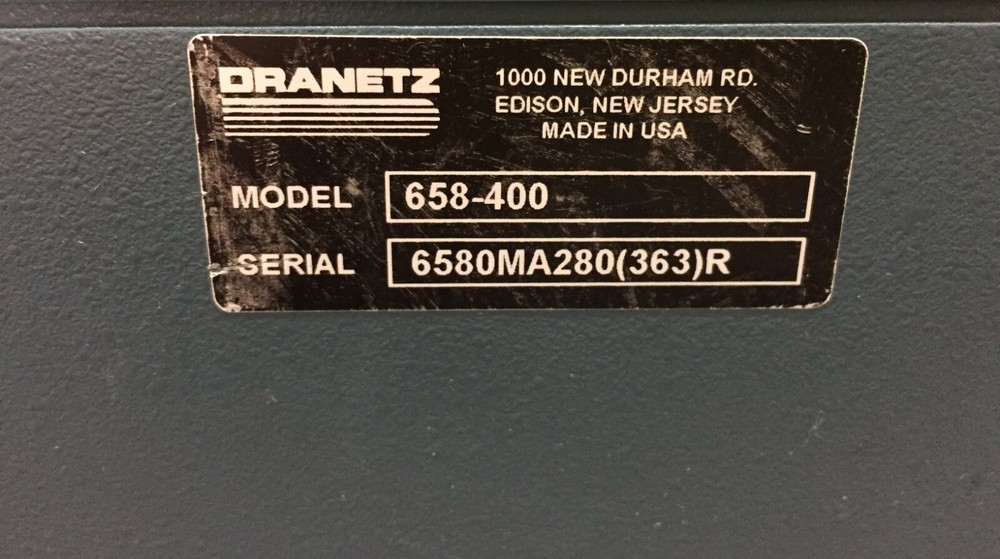 DRANETZ
1000 NEW DURHAM RD.
EDISON, NEW JERSEY
MADE IN USA
MODEL 658-400
SERIAL 6580MA280(363)R